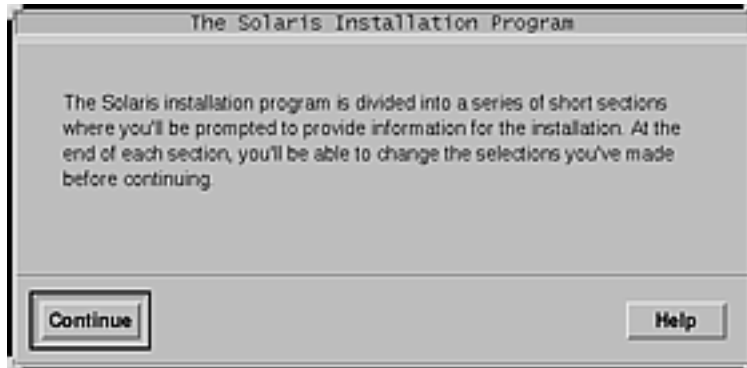 The Solaris Installation Program
The Solaris installation program is divided into a series of short sections
where you'll be prompted to provide information for the installation. At the
end of each section, you'll be able to change the selections you've made
before continuing.
Continue
Help